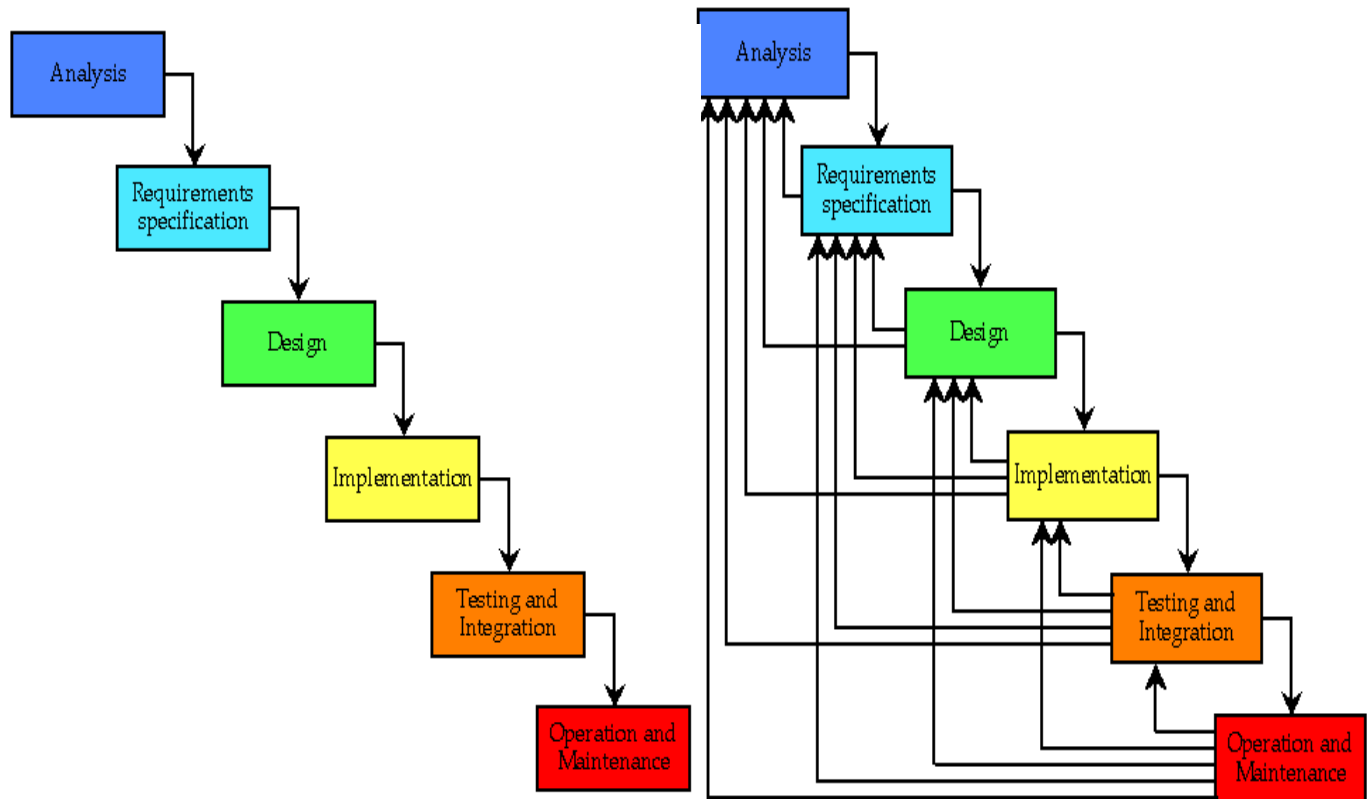 Analysis
Requirements
specification
Design
Implementation
Testing and
Integration
Operation and
Maintenance
Analysis
Requirements
specification
Design
Implementation
Testing and
Integration
Operation and
Maintenance